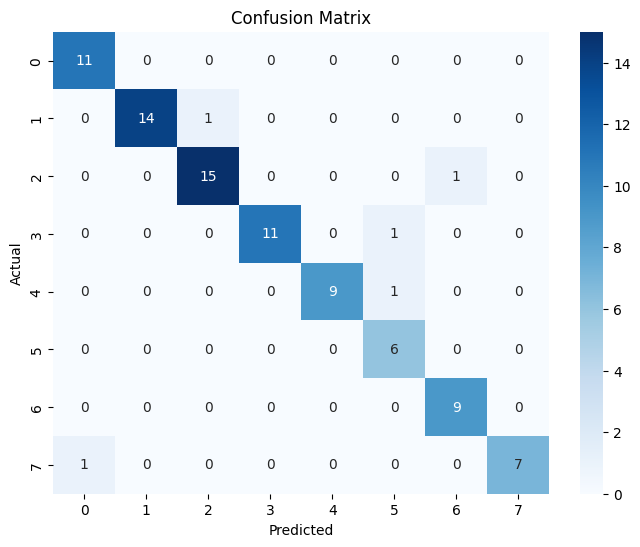 Confusion Matrix
Actual
0 11 0 0 0 0 0 0 0
1 0 14 1 0 0 0 0 0
2 0 0 15 0 0 0 1 0
3 0 0 0 11 0 1 0 0
4 0 0 0 0 9 1 0 0
5 0 0 0 0 0 6 0 0
6 0 0 0 0 0 0 9 0
7 1 0 0 0 0 0 0 7
0 1 2 3 4 5 6 7
Predicted
14
12
10
8
6
4
2
0